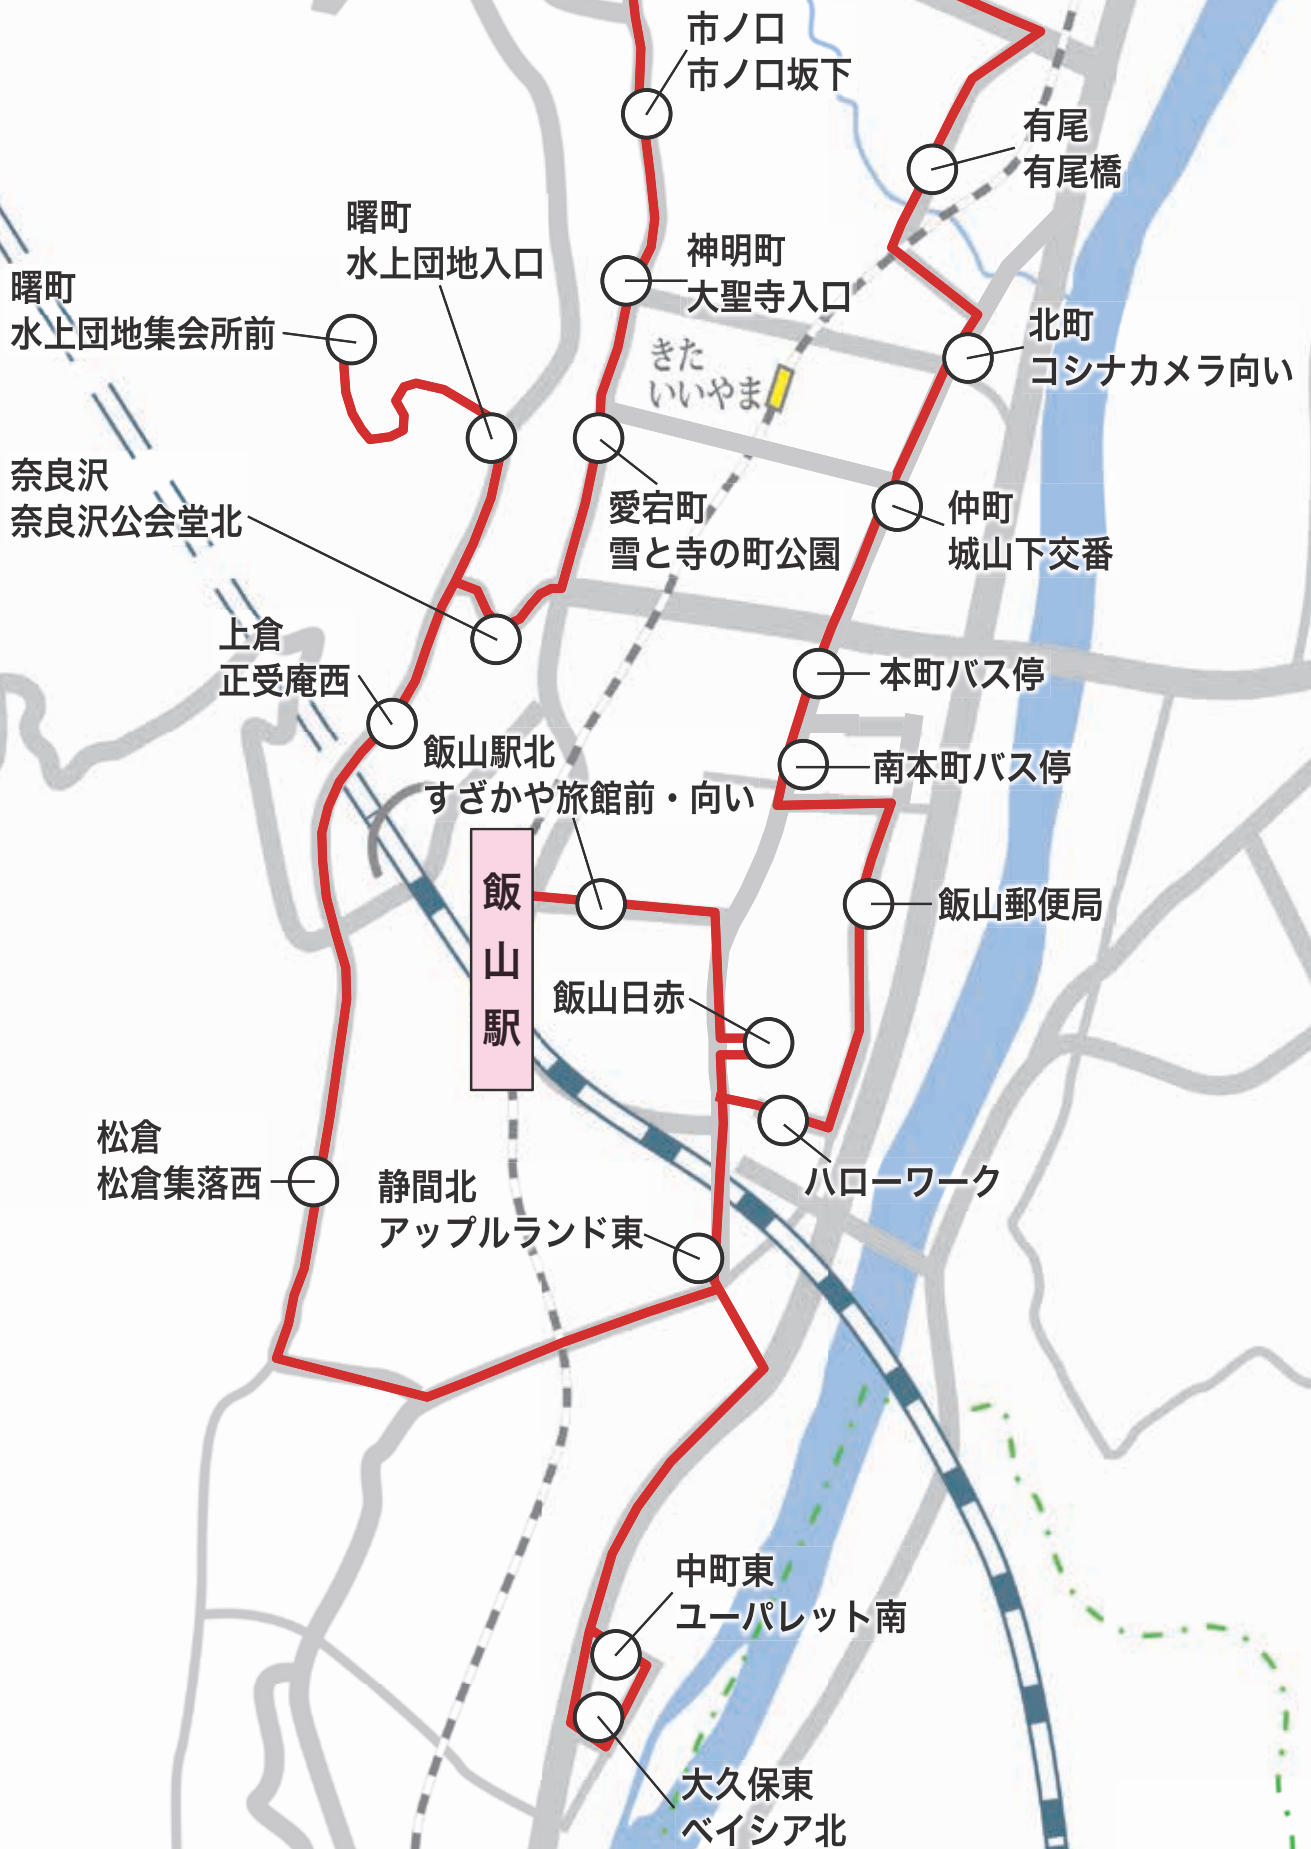 市ノ口
市ノ口坂下
有尾
有尾橋
曙町
水上団地入口
神明町
大聖寺入口
曙町
水上団地集会所前
北町
コシナカメラ向い
きた
いいやま
奈良沢
奈良沢公会堂北
愛宕町
雪と寺の町公園
仲町
城山下交番
上倉
正受庵西
本町バス停
飯山駅北
すざかや旅館前・向い
南本町バス停
飯山駅
飯山郵便局
飯山日赤
松倉
松倉集落西
静間北
アップルランド東
ハローワーク
中町東
ユーパレット南
大久保東
ベイシア北